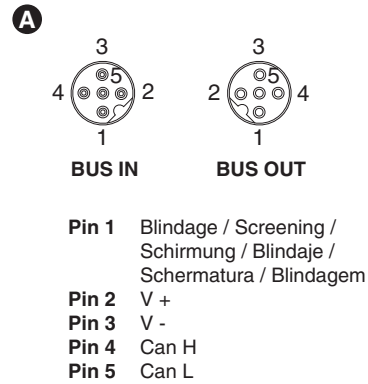 A
3 3
5 5
4 2 2 4
1 1
BUS IN BUS OUT
Pin 1 Blindage / Screening /
Schirmung / Blindaje /
Schermatura / Blindagem
Pin 2 V +
Pin 3 V -
Pin 4 Can H
Pin 5 Can L